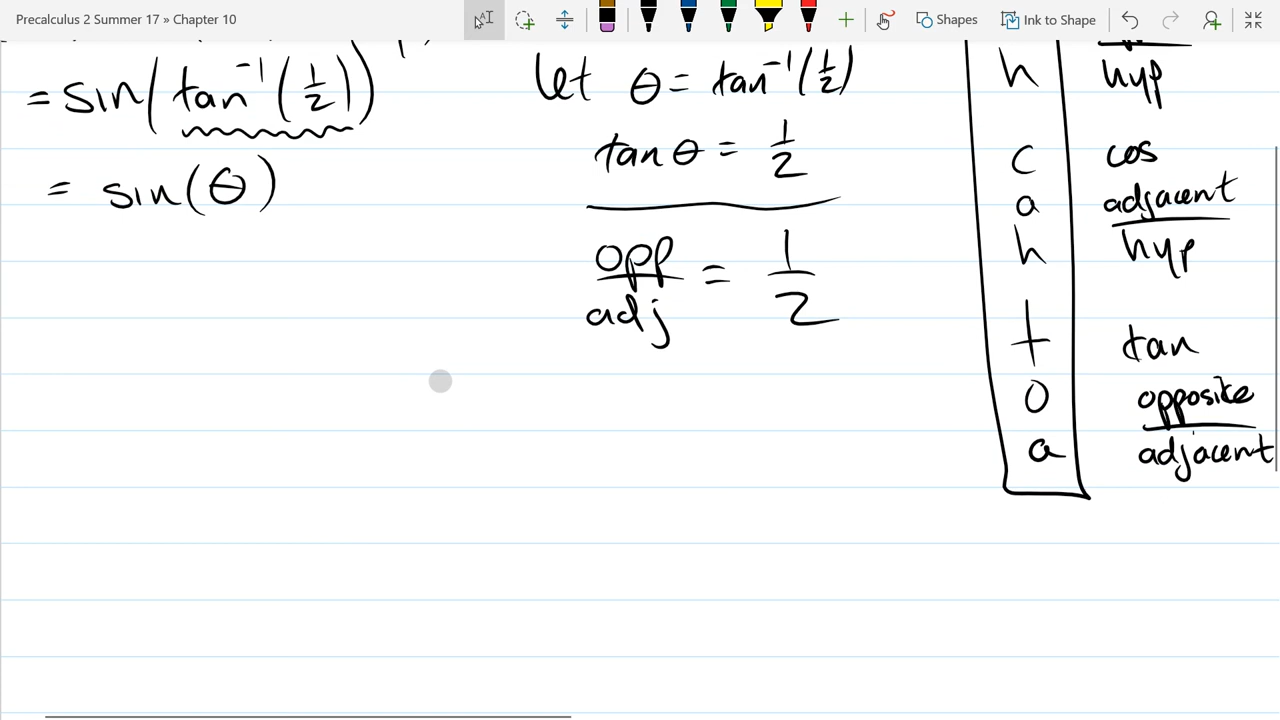 Precalculus 2 Summer 17 » Chapter 10
Shapes
Ink to Shape
= sin(tan⁻¹(1/2))
= sin(θ)
let θ = tan⁻¹(1/2)
tan θ = 1/2
opp/adj = 1/2
h hyp
c cos
a adjacent
h hyp
t tan
o opposite
a adjacent